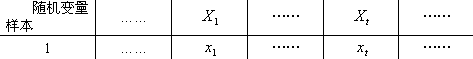 随机变量
样本 …… X₁ …… Xₜ ……
1 …… x₁ …… xₜ ……